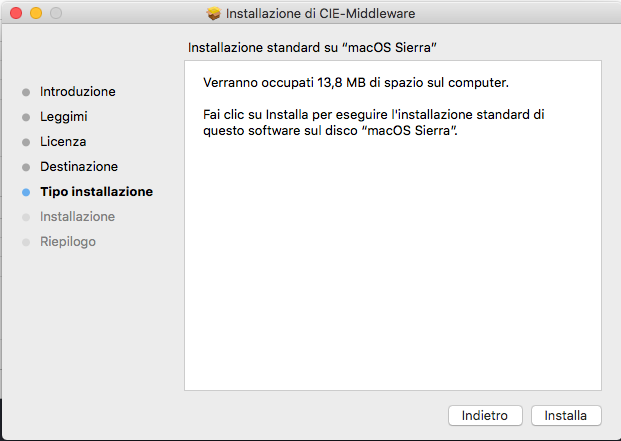 Installazione di CIE-Middleware
Installazione standard su “macOS Sierra”
Introduzione
Leggimi
Licenza
Destinazione
Tipo installazione
Installazione
Riepilogo
Verranno occupati 13,8 MB di spazio sul computer.
Fai clic su Installa per eseguire l'installazione standard di
questo software sul disco “macOS Sierra”.
Indietro
Installa